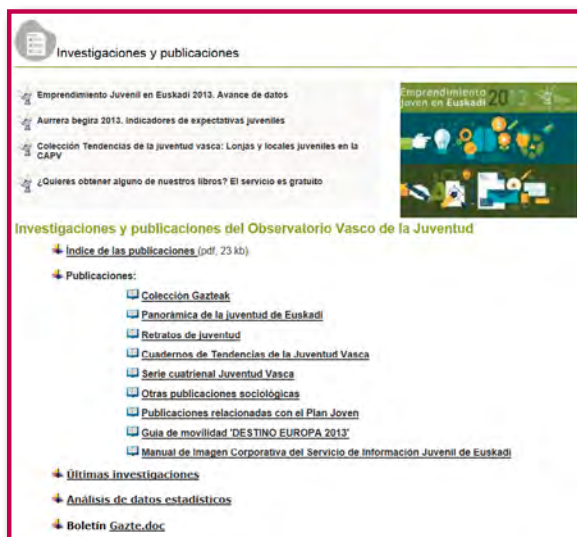 Investigaciones y publicaciones
Emprendimiento Juvenil en Euskadi 2013. Avance de datos
Aurrera begira 2013. Indicadores de expectativas juveniles
Colección Tendencias de la juventud vasca: Lonjas y locales juveniles en la
CAPV
¿Quieres obtener alguno de nuestros libros? El servicio es gratuito
Emprendimiento
joven en Euskadi 2013
Investigaciones y publicaciones del Observatorio Vasco de la Juventud
Índice de las publicaciones (pdf, 23 kb)
Publicaciones:
Colección Gazteak
Panorámica de la juventud de Euskadi
Retratos de juventud
Cuadernos de Tendencias de la Juventud Vasca
Serie cuatrienal Juventud Vasca
Otras publicaciones sociológicas
Publicaciones relacionadas con el Plan Joven
Guia de movilidad 'DESTINO EUROPA 2013'
Manual de Imagen Corporativa del Servicio de Información Juvenil de Euskadi
Últimas investigaciones
Análisis de datos estadísticos
Boletín Gazte.doc